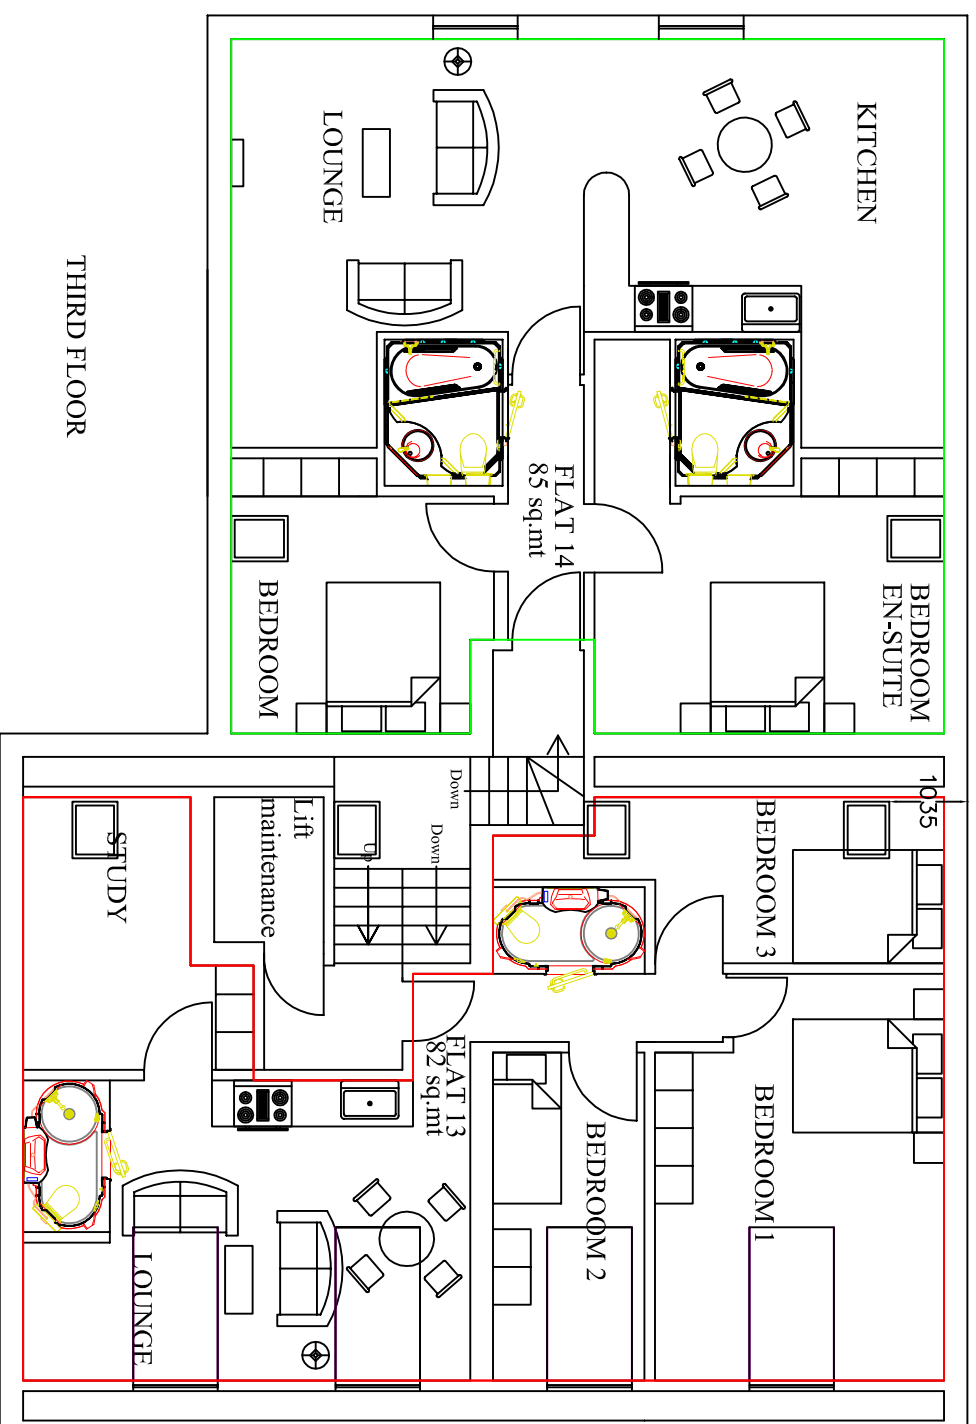 KITCHEN
LOUNGE
THIRD FLOOR
FLAT 14
85 sq.mt
BEDROOM
EN-SUITE
BEDROOM
Down
1035
BEDROOM 3
Down
Up
Lift
maintenance
STUDY
FLAT 13
82 sq.mt
BEDROOM 1
BEDROOM 2
LOUNGE